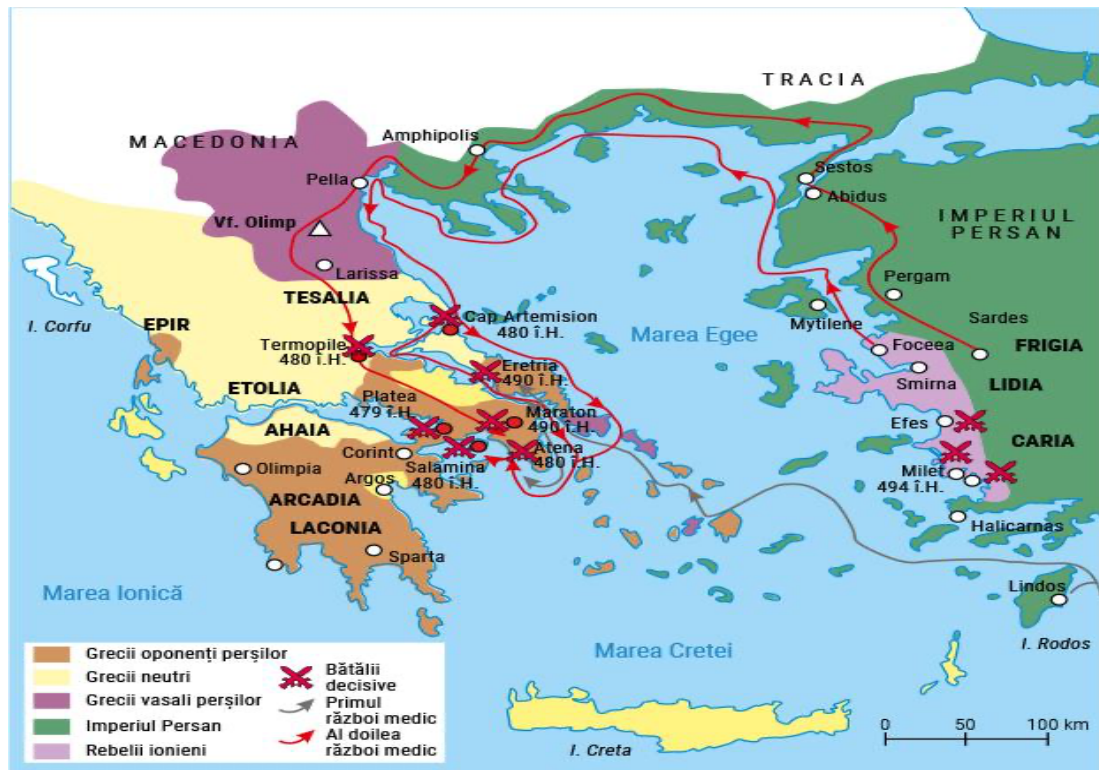 TRACIA
MACEDONIA
Amphipolis
Pella
Sestos
Abidus
IMPERIUL
PERSAN
Vf. Olimp
Larissa
Pergam
TESALIA
Cap Artemision
480 î.H.
Marea Egee
Mytilene
Sardes
I. Corfu
EPIR
Termopile
480 î.H.
Foceea
FRIGIA
Eretria
490 î.H.
Smirna
ETOLIA
LIDIA
Platea
479 î.H.
Maraton
490 î.H.
Efes
AHAIA
Atena
480 î.H.
CARIA
Corint
Salamina
480 î.H.
Olimpia
Argos
Milet
494 î.H.
ARCADIA
LACONIA
Halicarnas
Sparta
Marea Ionică
Lindos
Marea Cretei
I. Rodos
Grecii oponenți perșilor
Grecii neutri
Grecii vasali perșilor
Imperiul Persan
Rebelii ionieni
Bătălii
decisive
Primul
război medic
Al doilea
război medic
I. Creta
0 50 100 km